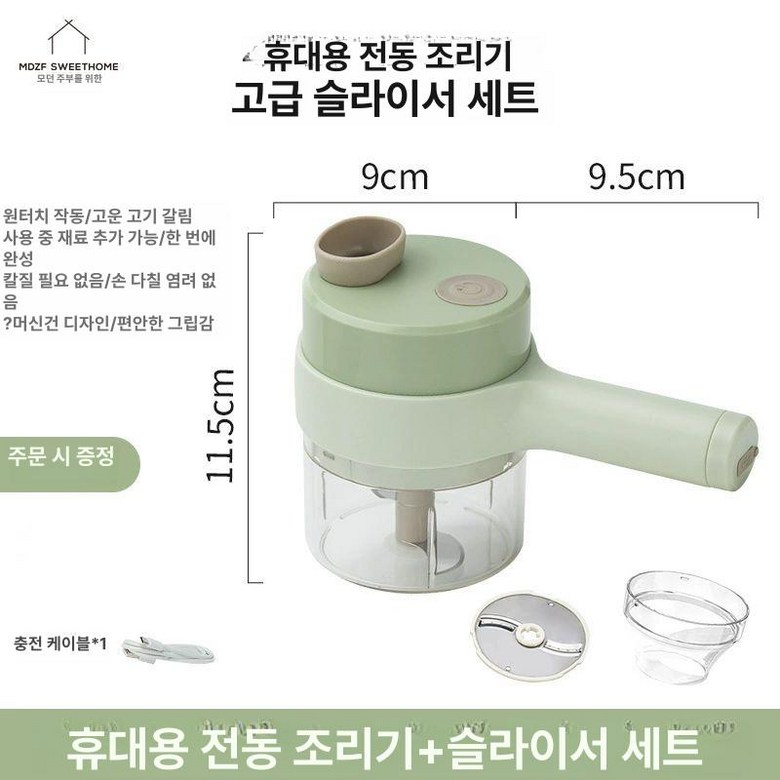 MDZF SWEETHOME
모던 주부를 위한
휴대용 전동 조리기
고급 슬라이서 세트
9cm
9.5cm
원터치 작동/고운 고기 갈림
사용 중 재료 추가 가능/한 번에
완성
칼질 필요 없음/손 다칠 염려 없
음
?머신건 디자인/편안한 그립감
11.5cm
주문 시 증정
충전 케이블*1
휴대용 전동 조리기+슬라이서 세트